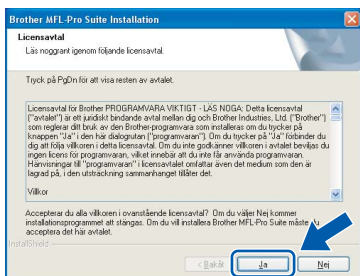 Brother MFL-Pro Suite Installation
Licensavtal
Läs noggrant igenom följande licensavtal.
Tryck på PgDn för att visa resten av avtalet.
Licensavtal för Brother PROGRAMVARA VIKTIGT - LÄS NOGA: Detta licensavtal
("avtalet") är ett juridiskt bindande avtal mellan dig och Brother Industries, Ltd. ("Brother")
som reglerar ditt bruk av den Brother-programvara som installeras om du trycker på
knappen "Ja" i den här dialogrutan ("programvaran"). Om du trycker på "Ja" förbinder du
dig att följa villkoren i detta licensavtal. Om du inte godkänner villkoren i avtalet beviljas du
ingen licens för programvaran, vilket innebär att du inte får använda programvaran.
Hänvisningar till "programvaran" i licensavtalet omfattar även det medium som den är
lagrad på, i den utsträckning sammanhanget tillåter det.
Villkor
Accepterar du alla villkoren i ovanstående licensavtal? Om du väljer Nej kommer
installationsprogrammet att stängas. Om du vill installera Brother MFL-Pro Suite måste du
acceptera det här avtalet.
InstallShield
< Bakåt
Ja
Nej